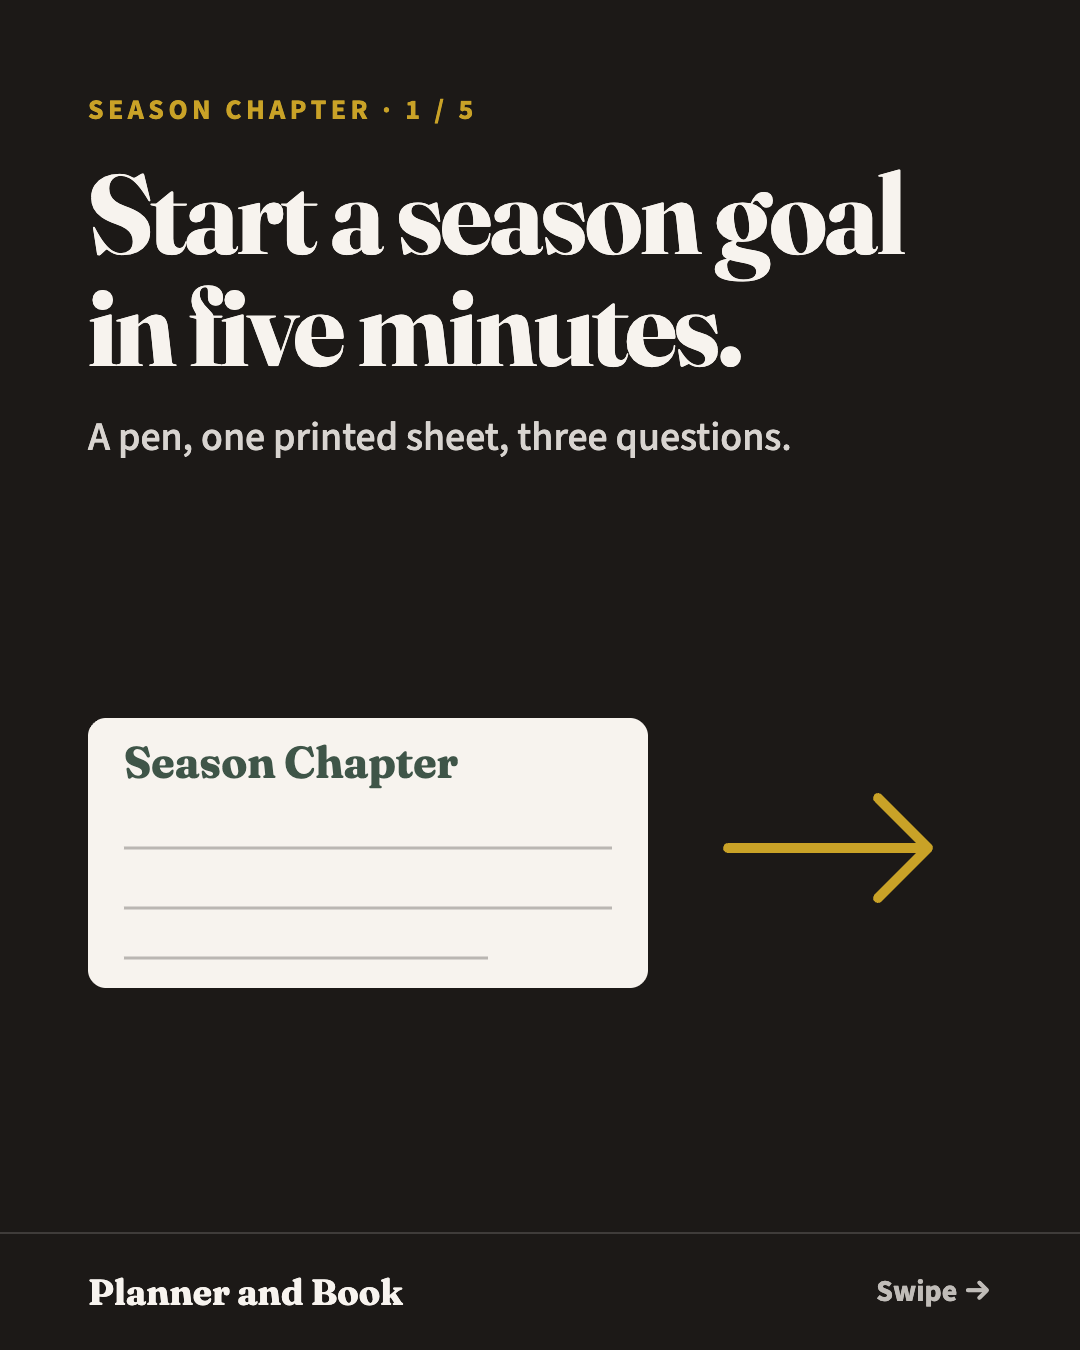 SEASON CHAPTER · 1 / 5
Start a season goal
in five minutes.
A pen, one printed sheet, three questions.
Season Chapter
Planner and Book
Swipe →